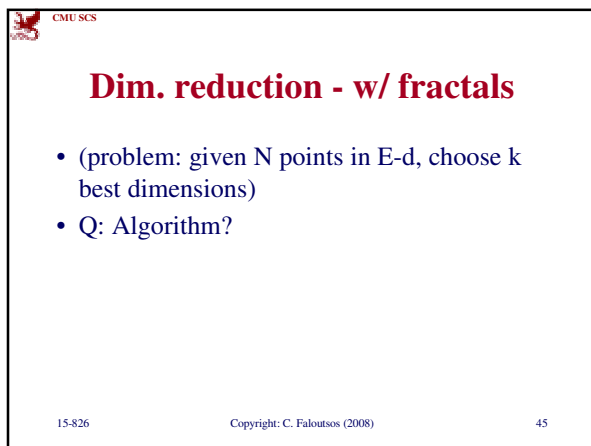 CMU SCS
Dim. reduction - w/ fractals
• (problem: given N points in E-d, choose k
best dimensions)
• Q: Algorithm?
15-826 Copyright: C. Faloutsos (2008) 45